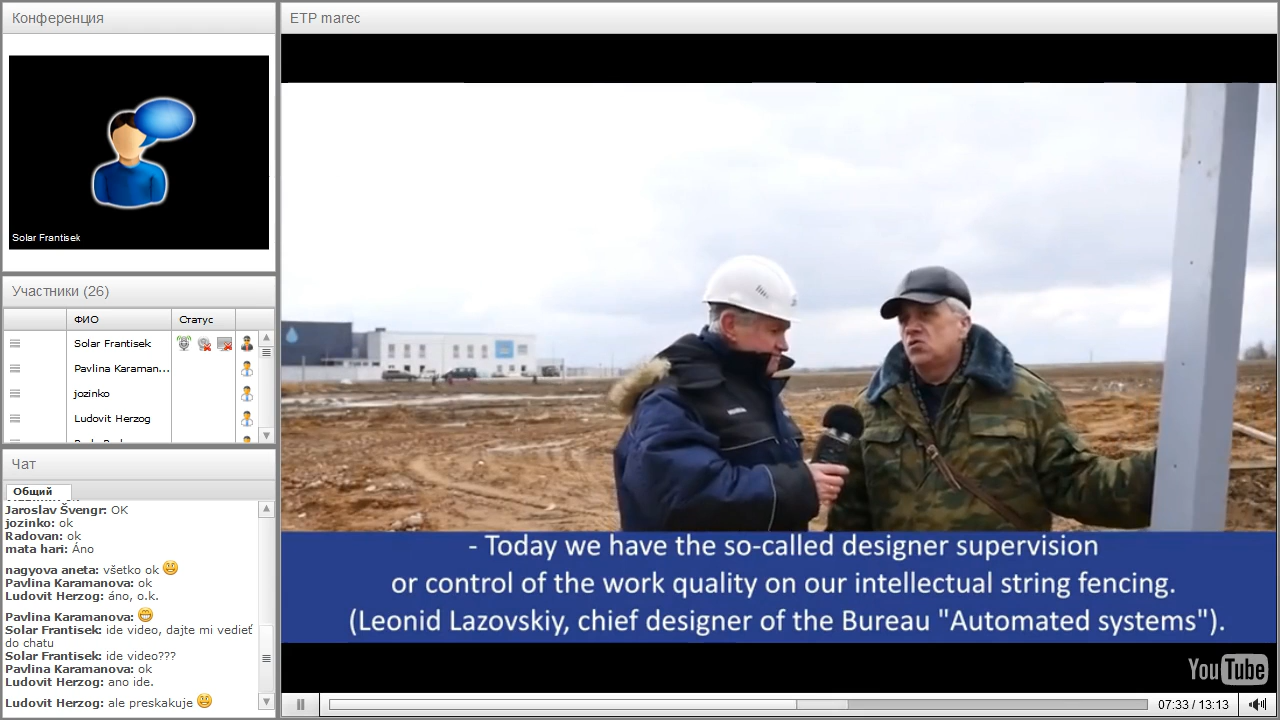 Конференция
Solar Frantisek
Участники (26)
ФИО
Статус
Solar Frantisek
Pavlina Karaman...
jozinko
Ludovit Herzog
Чат
Общий
Jaroslav Švengr: OK
jozinko: ok
Radovan: ok
mata hari: Áno
nagyova aneta: všetko ok
Pavlina Karamanova: ok
Ludovit Herzog: áno, o.k.
Pavlina Karamanova:
Solar Frantisek: ide video, dajte mi vedieť
do chatu
Solar Frantisek: ide video???
Pavlina Karamanova: ok
Ludovit Herzog: ano ide.
Ludovit Herzog: ale preskakuje
ETP marec
- Today we have the so-called designer supervision
or control of the work quality on our intellectual string fencing.
(Leonid Lazovskiy, chief designer of the Bureau "Automated systems").
YouTube
07:33 / 13:13